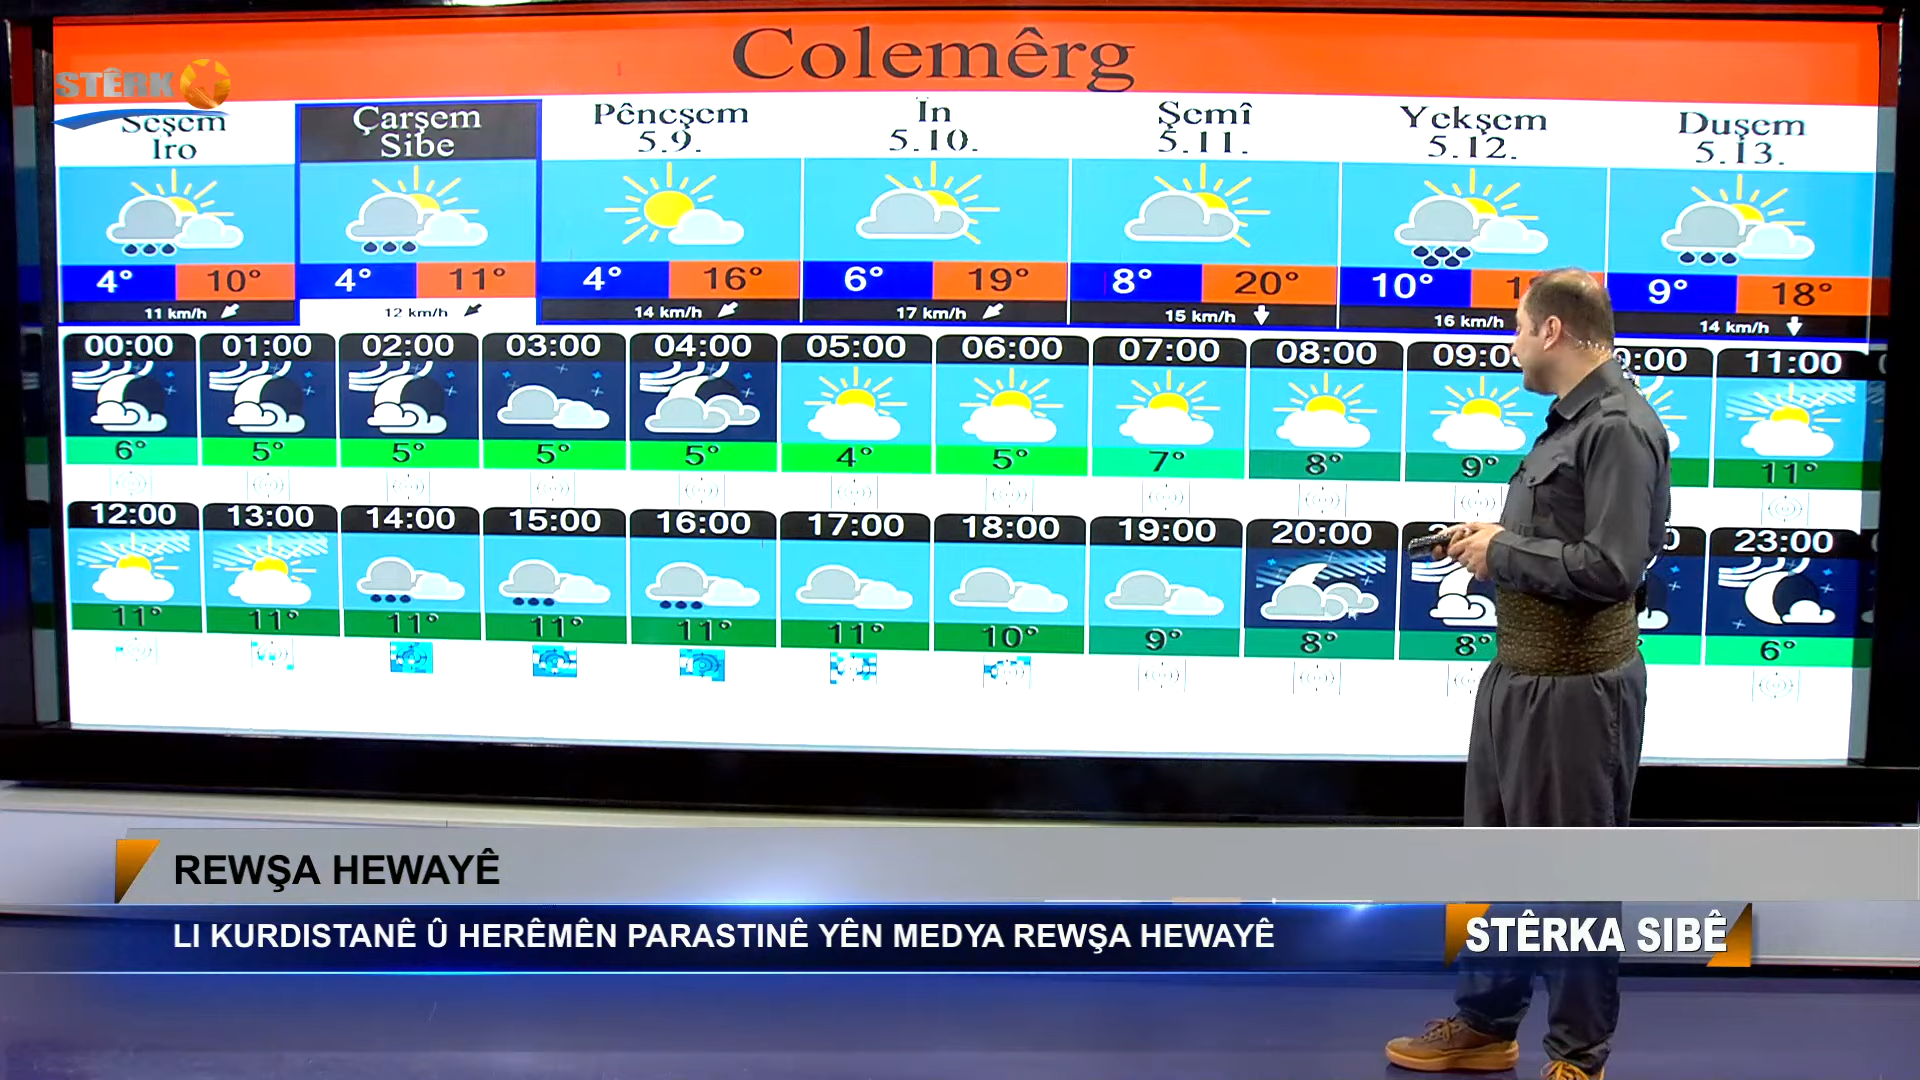 Colemêrg
STÊRK
Sêşem Çarşem Pêncşem În Şemî Yekşem Duşem
Îro Sibe 5.9. 5.10. 5.11. 5.12. 5.13.
4° 10° 4° 11° 4° 16° 6° 19° 8° 20° 10° 9° 18°
11 km/h 12 km/h 14 km/h 17 km/h 15 km/h 16 km/h 14 km/h
00:00 01:00 02:00 03:00 04:00 05:00 06:00 07:00 08:00 11:00
6° 5° 5° 5° 5° 4° 5° 7° 8° 9° 11°
12:00 13:00 14:00 15:00 16:00 17:00 18:00 19:00 20:00 23:00
11° 11° 11° 11° 11° 11° 10° 9° 8° 8° 6°
REWŞA HEWAYÊ
LI KURDISTANÊ Û HERÊMÊN PARASTINÊ YÊN MEDYA REWŞA HEWAYÊ
STÊRKA SIBÊ